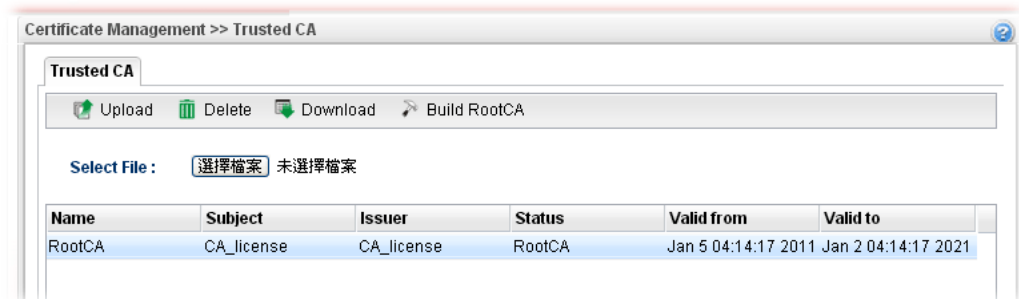 Certificate Management >> Trusted CA
Trusted CA
Upload Delete Download Build RootCA
Select File : 選擇檔案 未選擇檔案
Name Subject Issuer Status Valid from Valid to
RootCA CA_license CA_license RootCA Jan 5 04:14:17 2011 Jan 2 04:14:17 2021